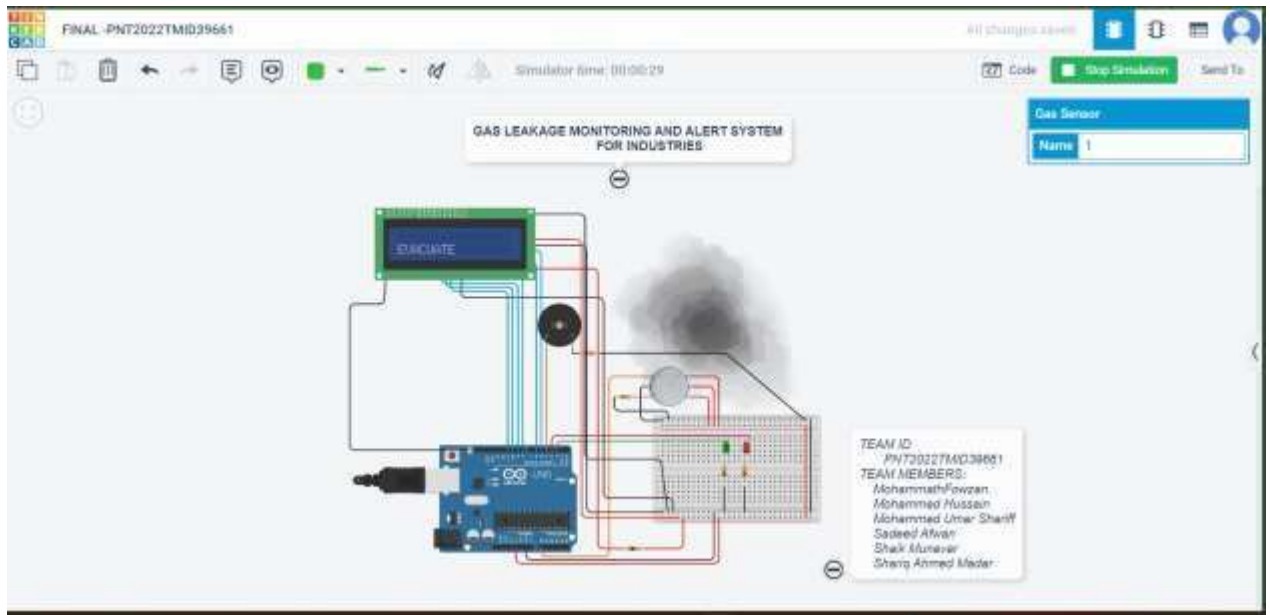 FINAL -PNT2022TMID39661
All changes saved
Simulator time: 00:00:29
Code
Stop Simulation
Send To
Gas Sensor
Name 1
GAS LEAKAGE MONITORING AND ALERT SYSTEM
FOR INDUSTRIES
EVACUATE
UNO
TEAM ID
PNT2022TMID39661
TEAM MEMBERS:
MohammathFowzan
Mohammed Hussain
Mohammed Umar Shariff
Sadeed Afwan
Shaik Munavar
Shariq Ahmed Madar